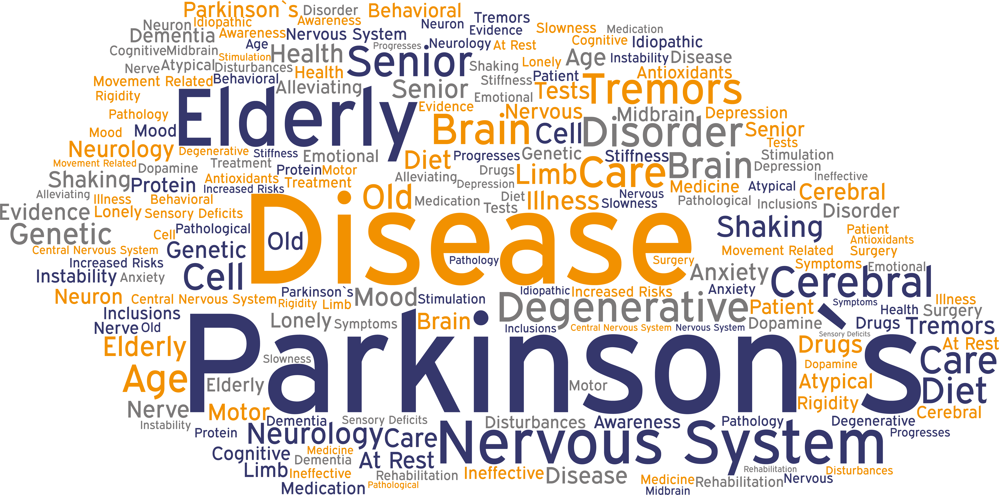 Parkinson`s Disorder Behavioral
Tremors
Neuron Idiopathic Awareness Neuron Evidence Slowness Medication
Dementia Awareness Nervous System
Age Progresses Neurology At Rest Cognitive Idiopathic
Cognitive Midbrain Stimulation Health Senior Age Instability Disease
Nerve Atypical Disturbances Health Shaking Lonely Patient Antioxidants
Movement Related Behavioral Alleviating Senior Stiffness Tests Tremors
Rigidity Elderly Emotional
Pathology Evidence Nervous Midbrain Depression
Mood Mood Brain Cell Disorder Senior
Tests
Neurology Degenerative Stiffness Emotional Diet Progresses Genetic Stiffness Brain Stimulation
Movement Related Dopamine Treatment Protein Motor Drugs Limb Care Depression
Shaking Protein Antioxidants Treatment Alleviating Depression Ineffective
Alleviating Increased Risks Old Medicine Atypical Cerebral
Illness Behavioral Medication Diet Illness Nervous Pathological
Evidence Lonely Sensory Deficits Tests Slowness Inclusions Disorder
Genetic Cell Pathological Old Disease Shaking Patient
Antioxidants
Central Nervous System Genetic Movement Related Surgery
Increased Risks Pathology Surgery Symptoms Emotional
Instability Anxiety Cell Anxiety Cerebral
Neuron Central Nervous System Parkinson`s Mood Stimulation Idiopathic Increased Risks Anxiety
Rigidity Limb Degenerative Patient Symptoms Illness
Inclusions Lonely Symptoms Brain Health Surgery
Nerve Old Inclusions Central Nervous System Nervous System Dopamine Drugs Tremors
Sensory Deficits
Elderly Parkinson`s Drugs At Rest
Slowness Care
Age Elderly Motor Dopamine
Atypical Diet
Nerve Motor Rigidity Cerebral
Instability Dementia Sensory Deficits Disturbances Awareness Pathology Degenerative
Protein Neurology Care Nervous System Progresses
Cognitive Medicine
Dementia At Rest
Limb Ineffective Rehabilitation Ineffective Disease Rehabilitation Disturbances
Medication Pathological Medicine Rehabilitation Nervous
Midbrain